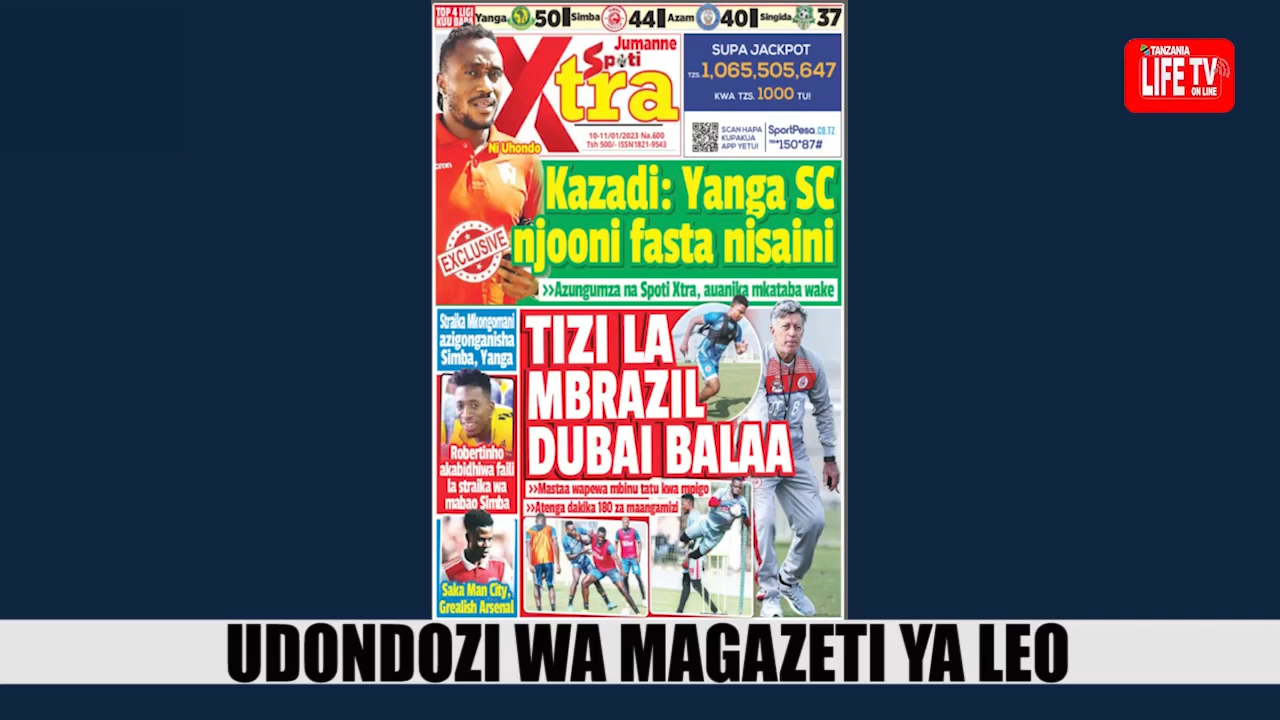 TOP 4 LIGI
KUU BARA
Yanga 50 Simba 44 Azam 40 Singida 37
Jumanne
Spoti
Xtra
10-11/01/2023 Na.600
Tsh 500/- ISSN1821-9543
Ni Uhondo
SUPA JACKPOT
TZS. 1,065,505,647
KWA TZS. 1000 TU!
SCAN HAPA
KUPAKUA
APP YETU!
SportPesa.CO.TZ
*150*87#
TANZANIA
LIFE TV
ON LINE
EXCLUSIVE
Kazadi: Yanga SC
njooni fasta nisaini
>>Azungumza na Spoti Xtra, auanika mkataba wake
Straika Mkongomani
azigonganisha
Simba, Yanga
Robertinho
akabidhiwa faili
la straika wa
mabao Simba
Saka Man City,
Grealish Arsenal
TIZI LA
MBRAZIL
DUBAI BALAA
>>Mastaa wapewa mbinu tatu kwa mpigo
>>Atenga dakika 180 za maangamizi
UDONDOZI WA MAGAZETI YA LEO